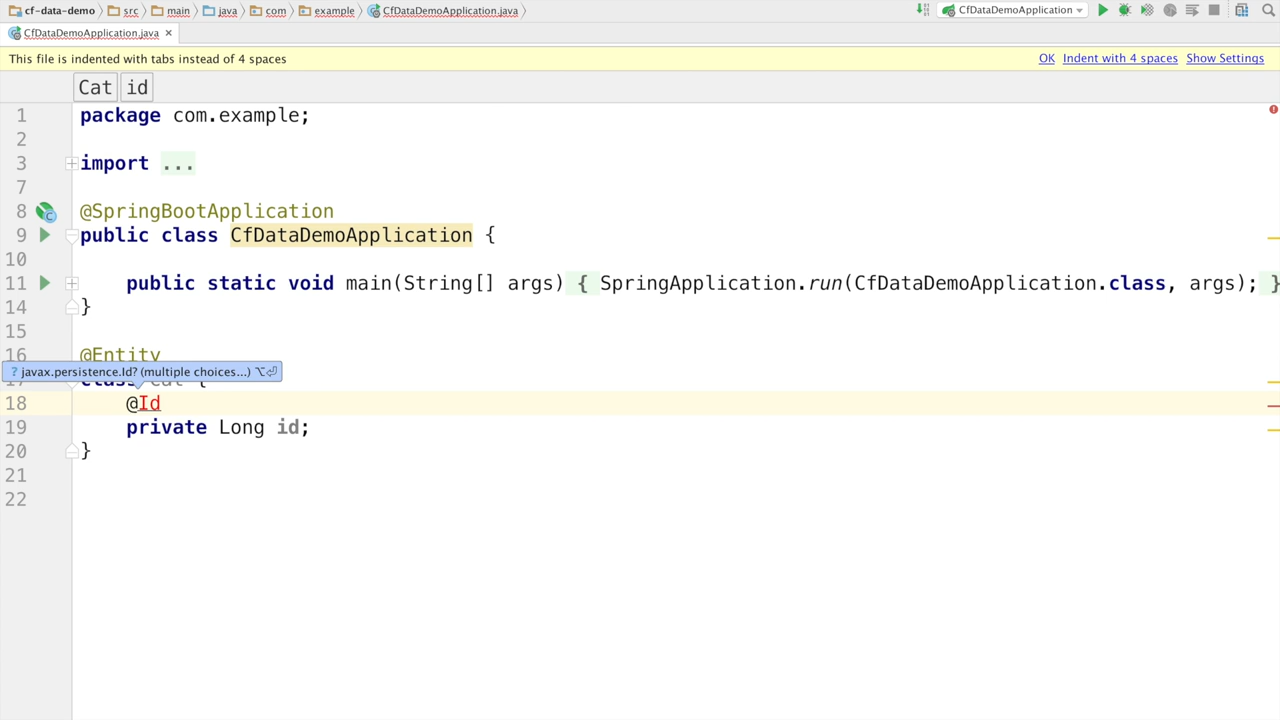 cf-data-demo src main java com example CfDataDemoApplication.java CfDataDemoApplication
CfDataDemoApplication.java ×
This file is indented with tabs instead of 4 spaces OK Indent with 4 spaces Show Settings
Cat id
1 package com.example;
2
3 import ...
7
8 @SpringBootApplication
9 public class CfDataDemoApplication {
10
11 public static void main(String[] args) { SpringApplication.run(CfDataDemoApplication.class, args); }
14 }
15
16 @Entity
? javax.persistence.Id? (multiple choices...) ⌥⏎
17 class Cat {
18 @Id
19 private Long id;
20 }
21
22